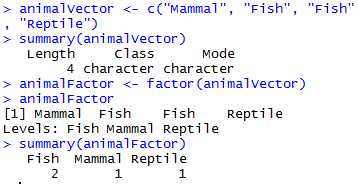 > animalVector <- c("Mammal", "Fish", "Fish"
, "Reptile")
> summary(animalVector)
   Length     Class      Mode
        4 character character
> animalFactor <- factor(animalVector)
> animalFactor
[1] Mammal  Fish    Fish    Reptile
Levels: Fish Mammal Reptile
> summary(animalFactor)
   Fish  Mammal Reptile
      2       1       1